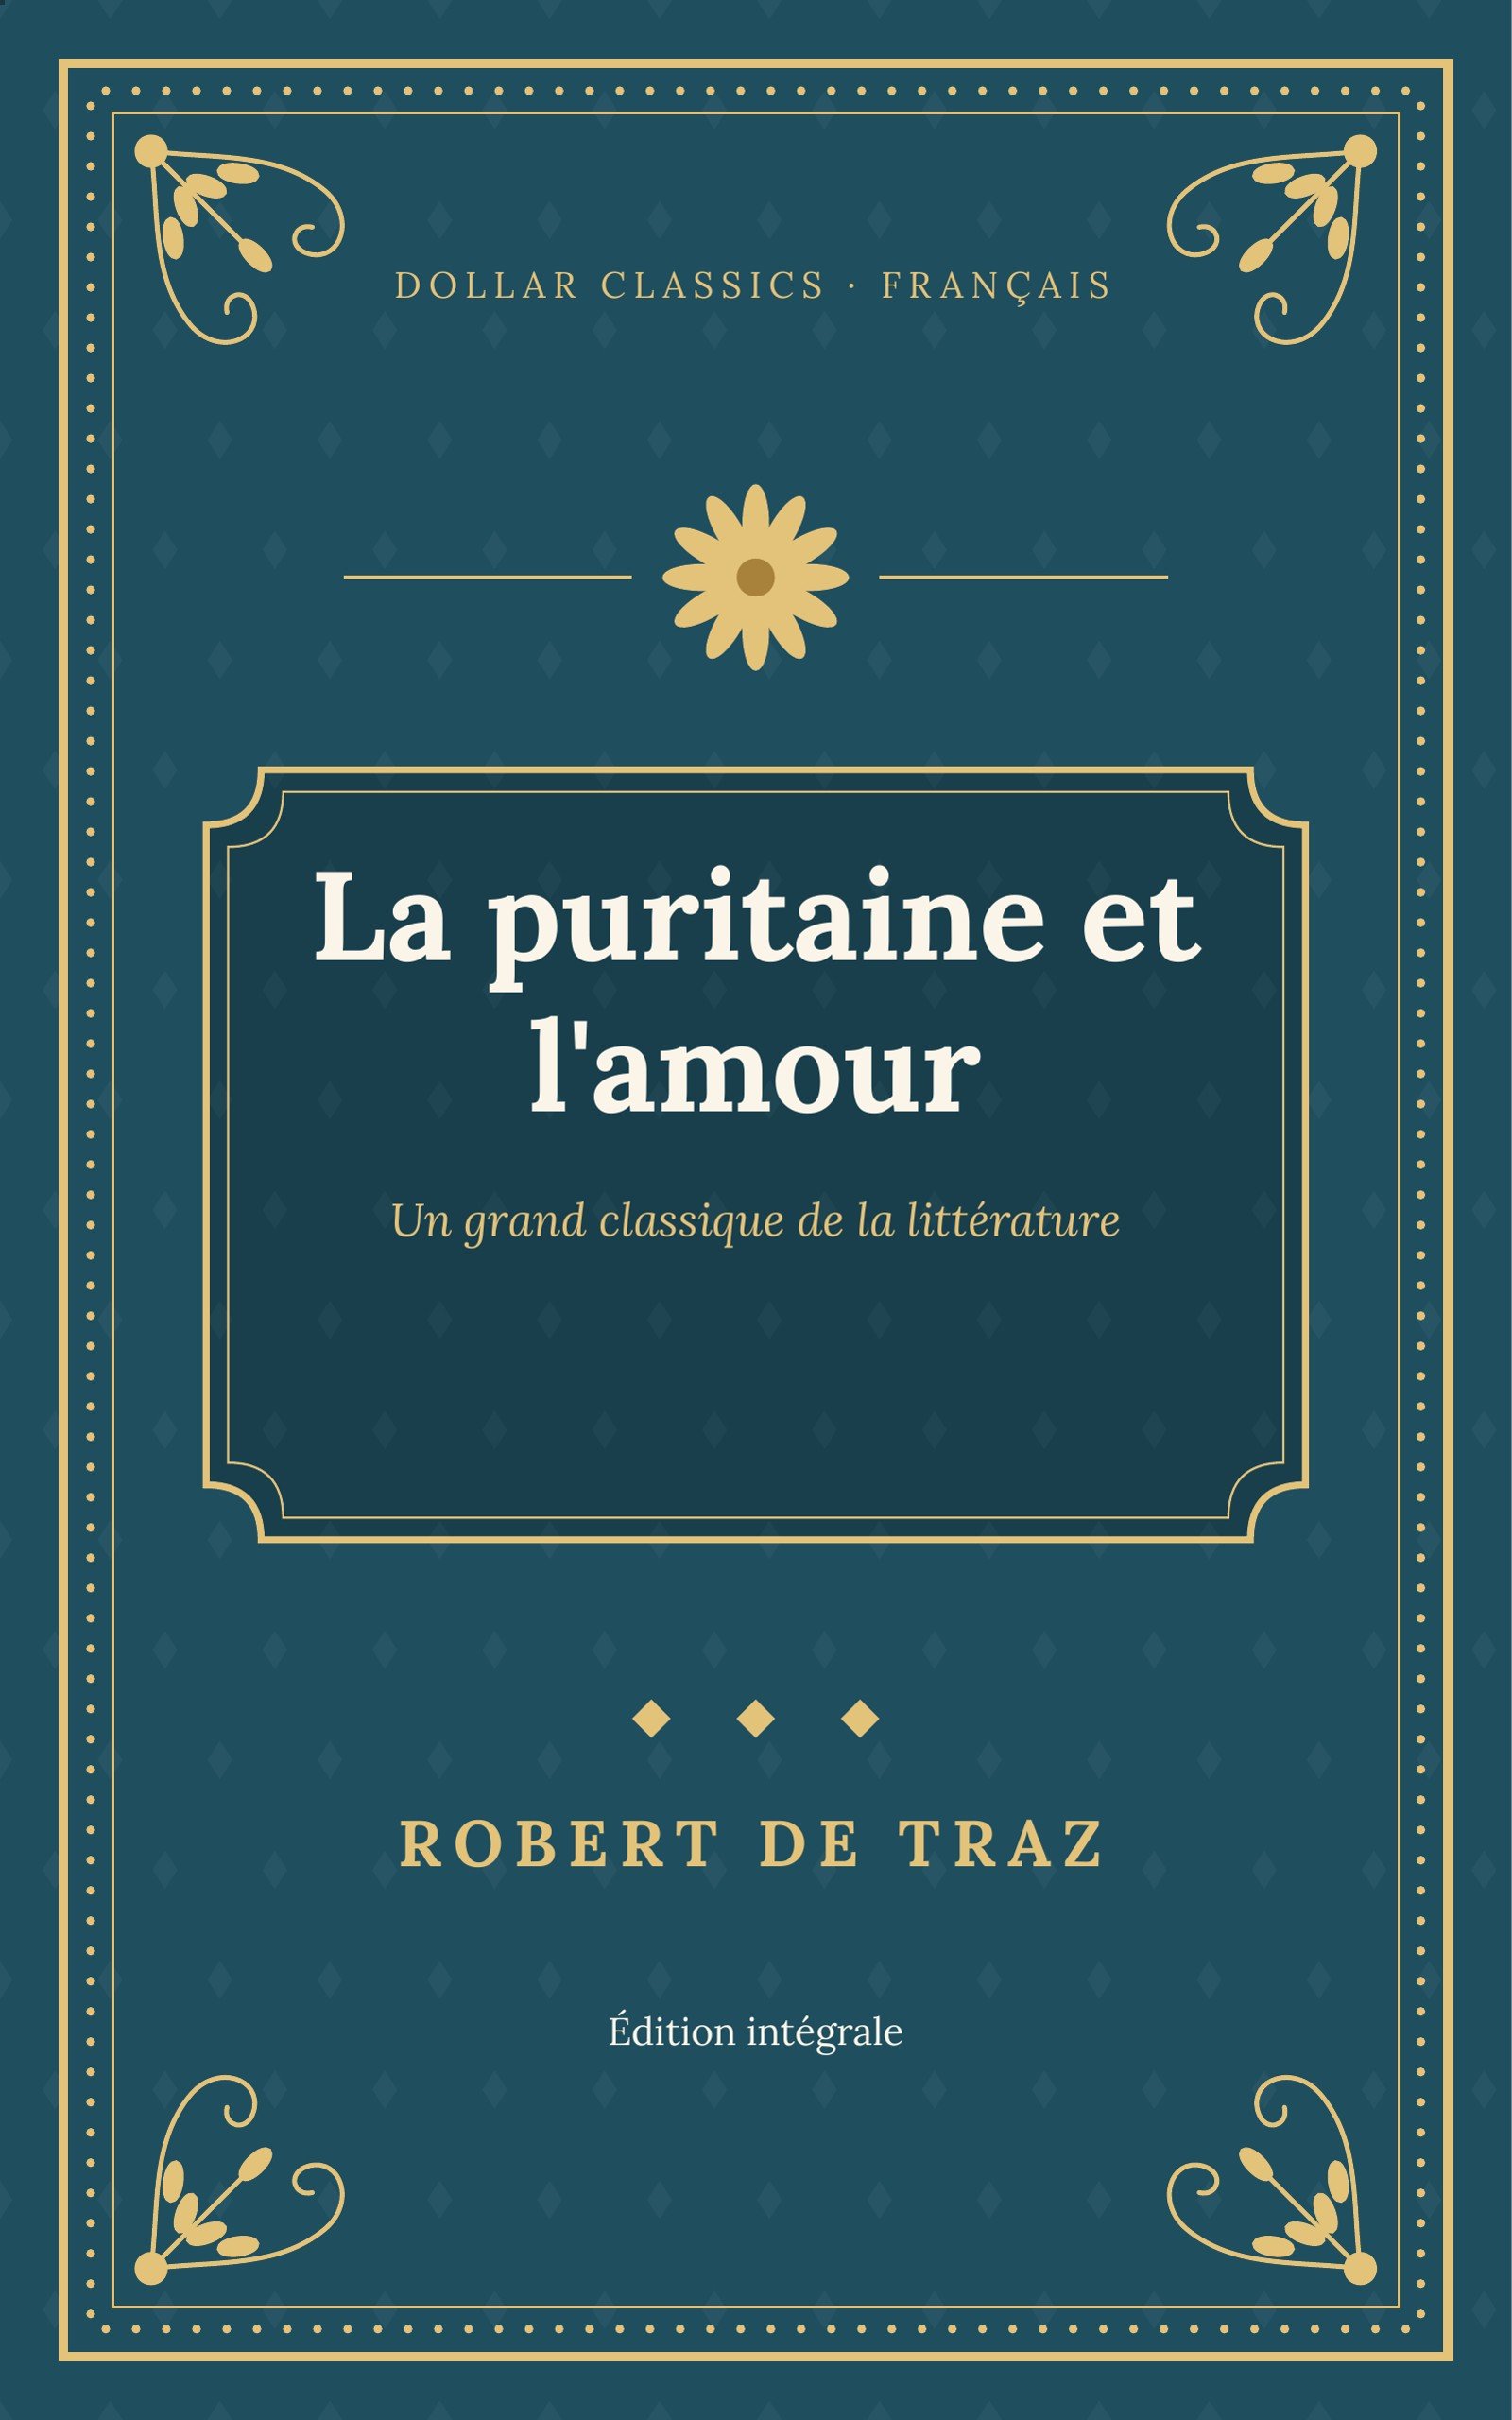 DOLLAR CLASSICS · FRANÇAIS
La puritaine et
l'amour
Un grand classique de la littérature
ROBERT DE TRAZ
Édition intégrale